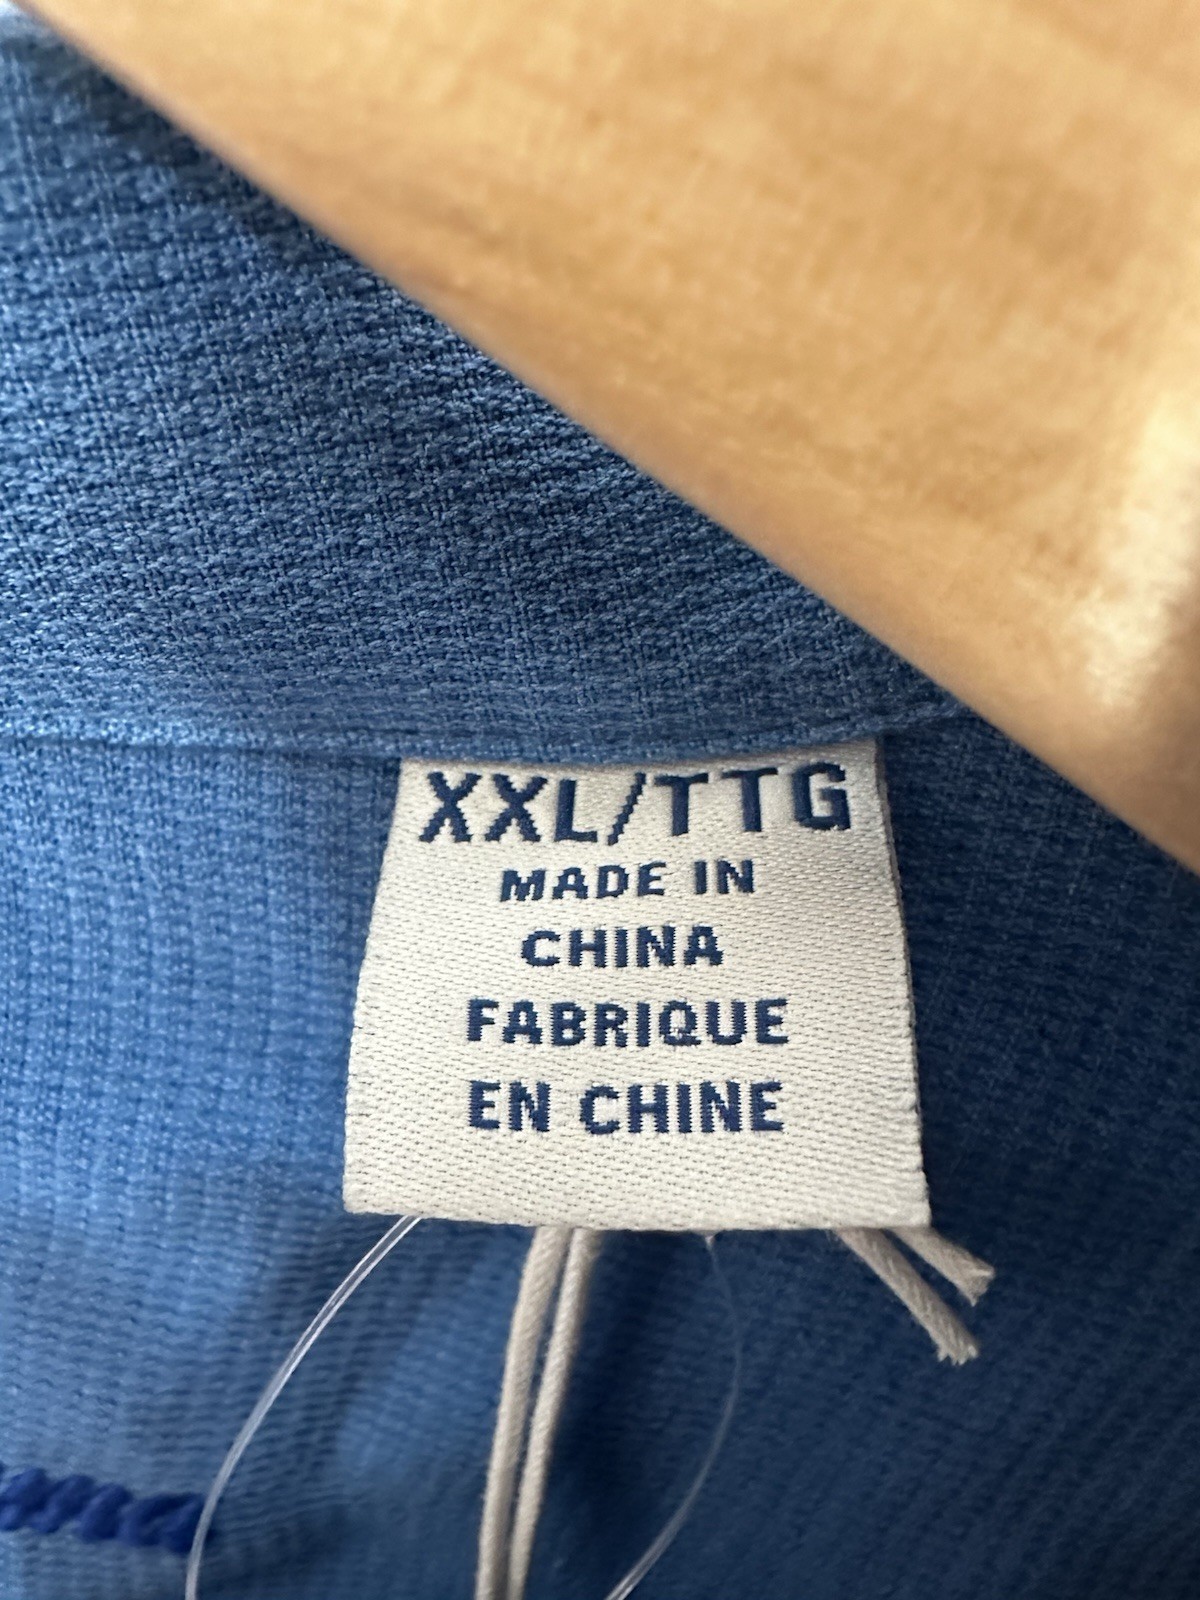 XXL/TTG
MADE IN
CHINA
FABRIQUE
EN CHINE